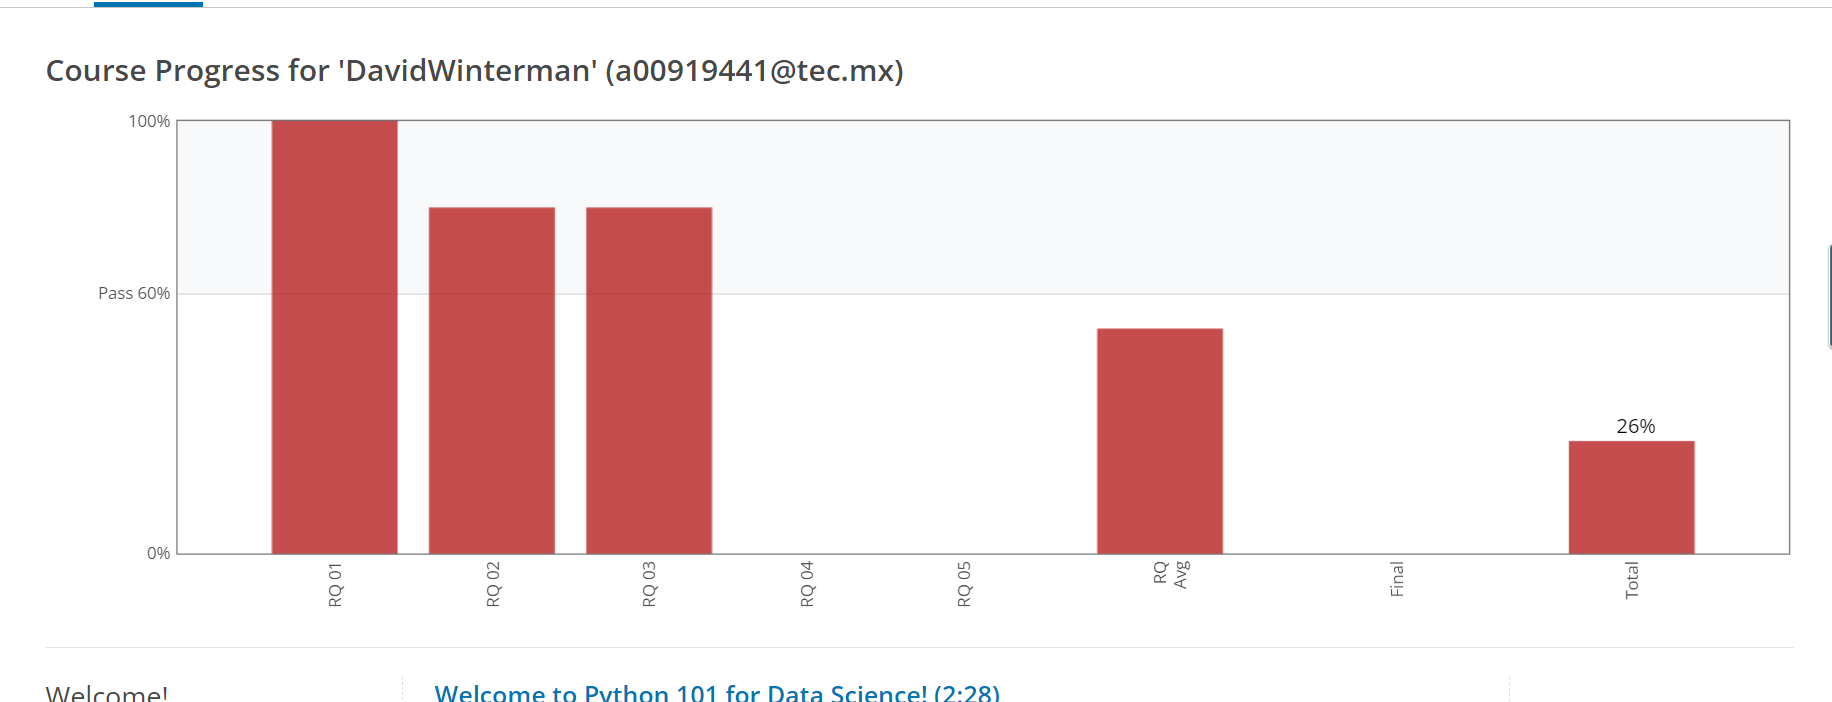 Course Progress for 'DavidWinterman' (a00919441@tec.mx)
100%
Pass 60%
26%
0%
RQ 01
RQ 02
RQ 03
RQ 04
RQ 05
RQ
Avg
Final
Total
Welcome!
Welcome to Python 101 for Data Science! (2:28)